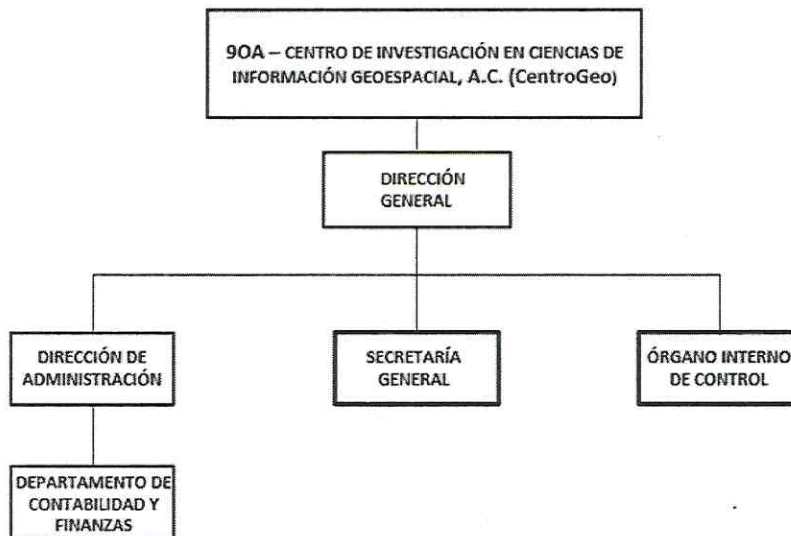 9OA – CENTRO DE INVESTIGACIÓN EN CIENCIAS DE
INFORMACIÓN GEOESPACIAL, A.C. (CentroGeo)
DIRECCIÓN
GENERAL
DIRECCIÓN DE
ADMINISTRACIÓN
SECRETARÍA
GENERAL
ÓRGANO INTERNO
DE CONTROL
DEPARTAMENTO DE
CONTABILIDAD Y
FINANZAS